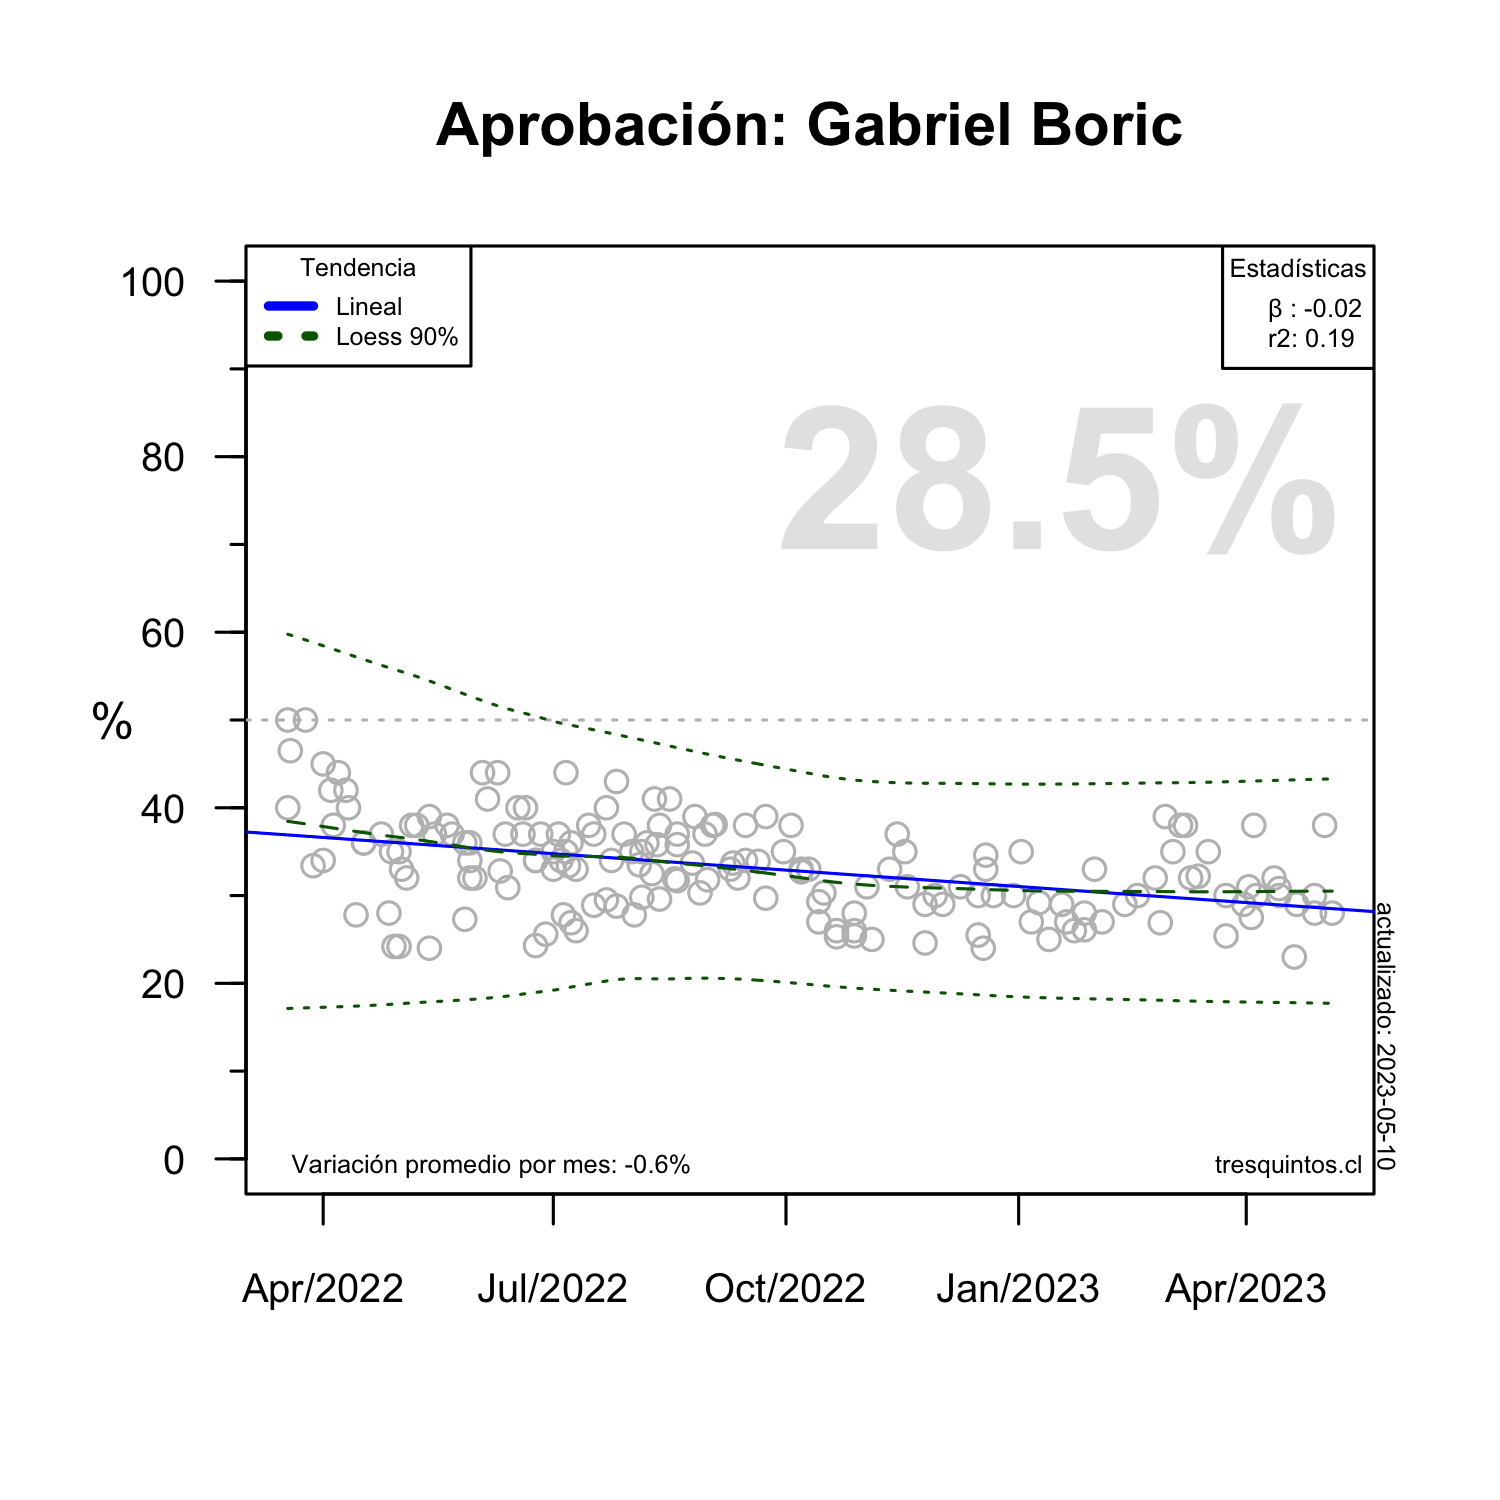 Aprobación: Gabriel Boric
Tendencia
Lineal
Loess 90%
Estadísticas
β : -0.02
r2: 0.19
28.5%
100
80
60
40
20
0
%
actualizado: 2023-05-10
Variación promedio por mes: -0.6%
tresquintos.cl
Apr/2022
Jul/2022
Oct/2022
Jan/2023
Apr/2023